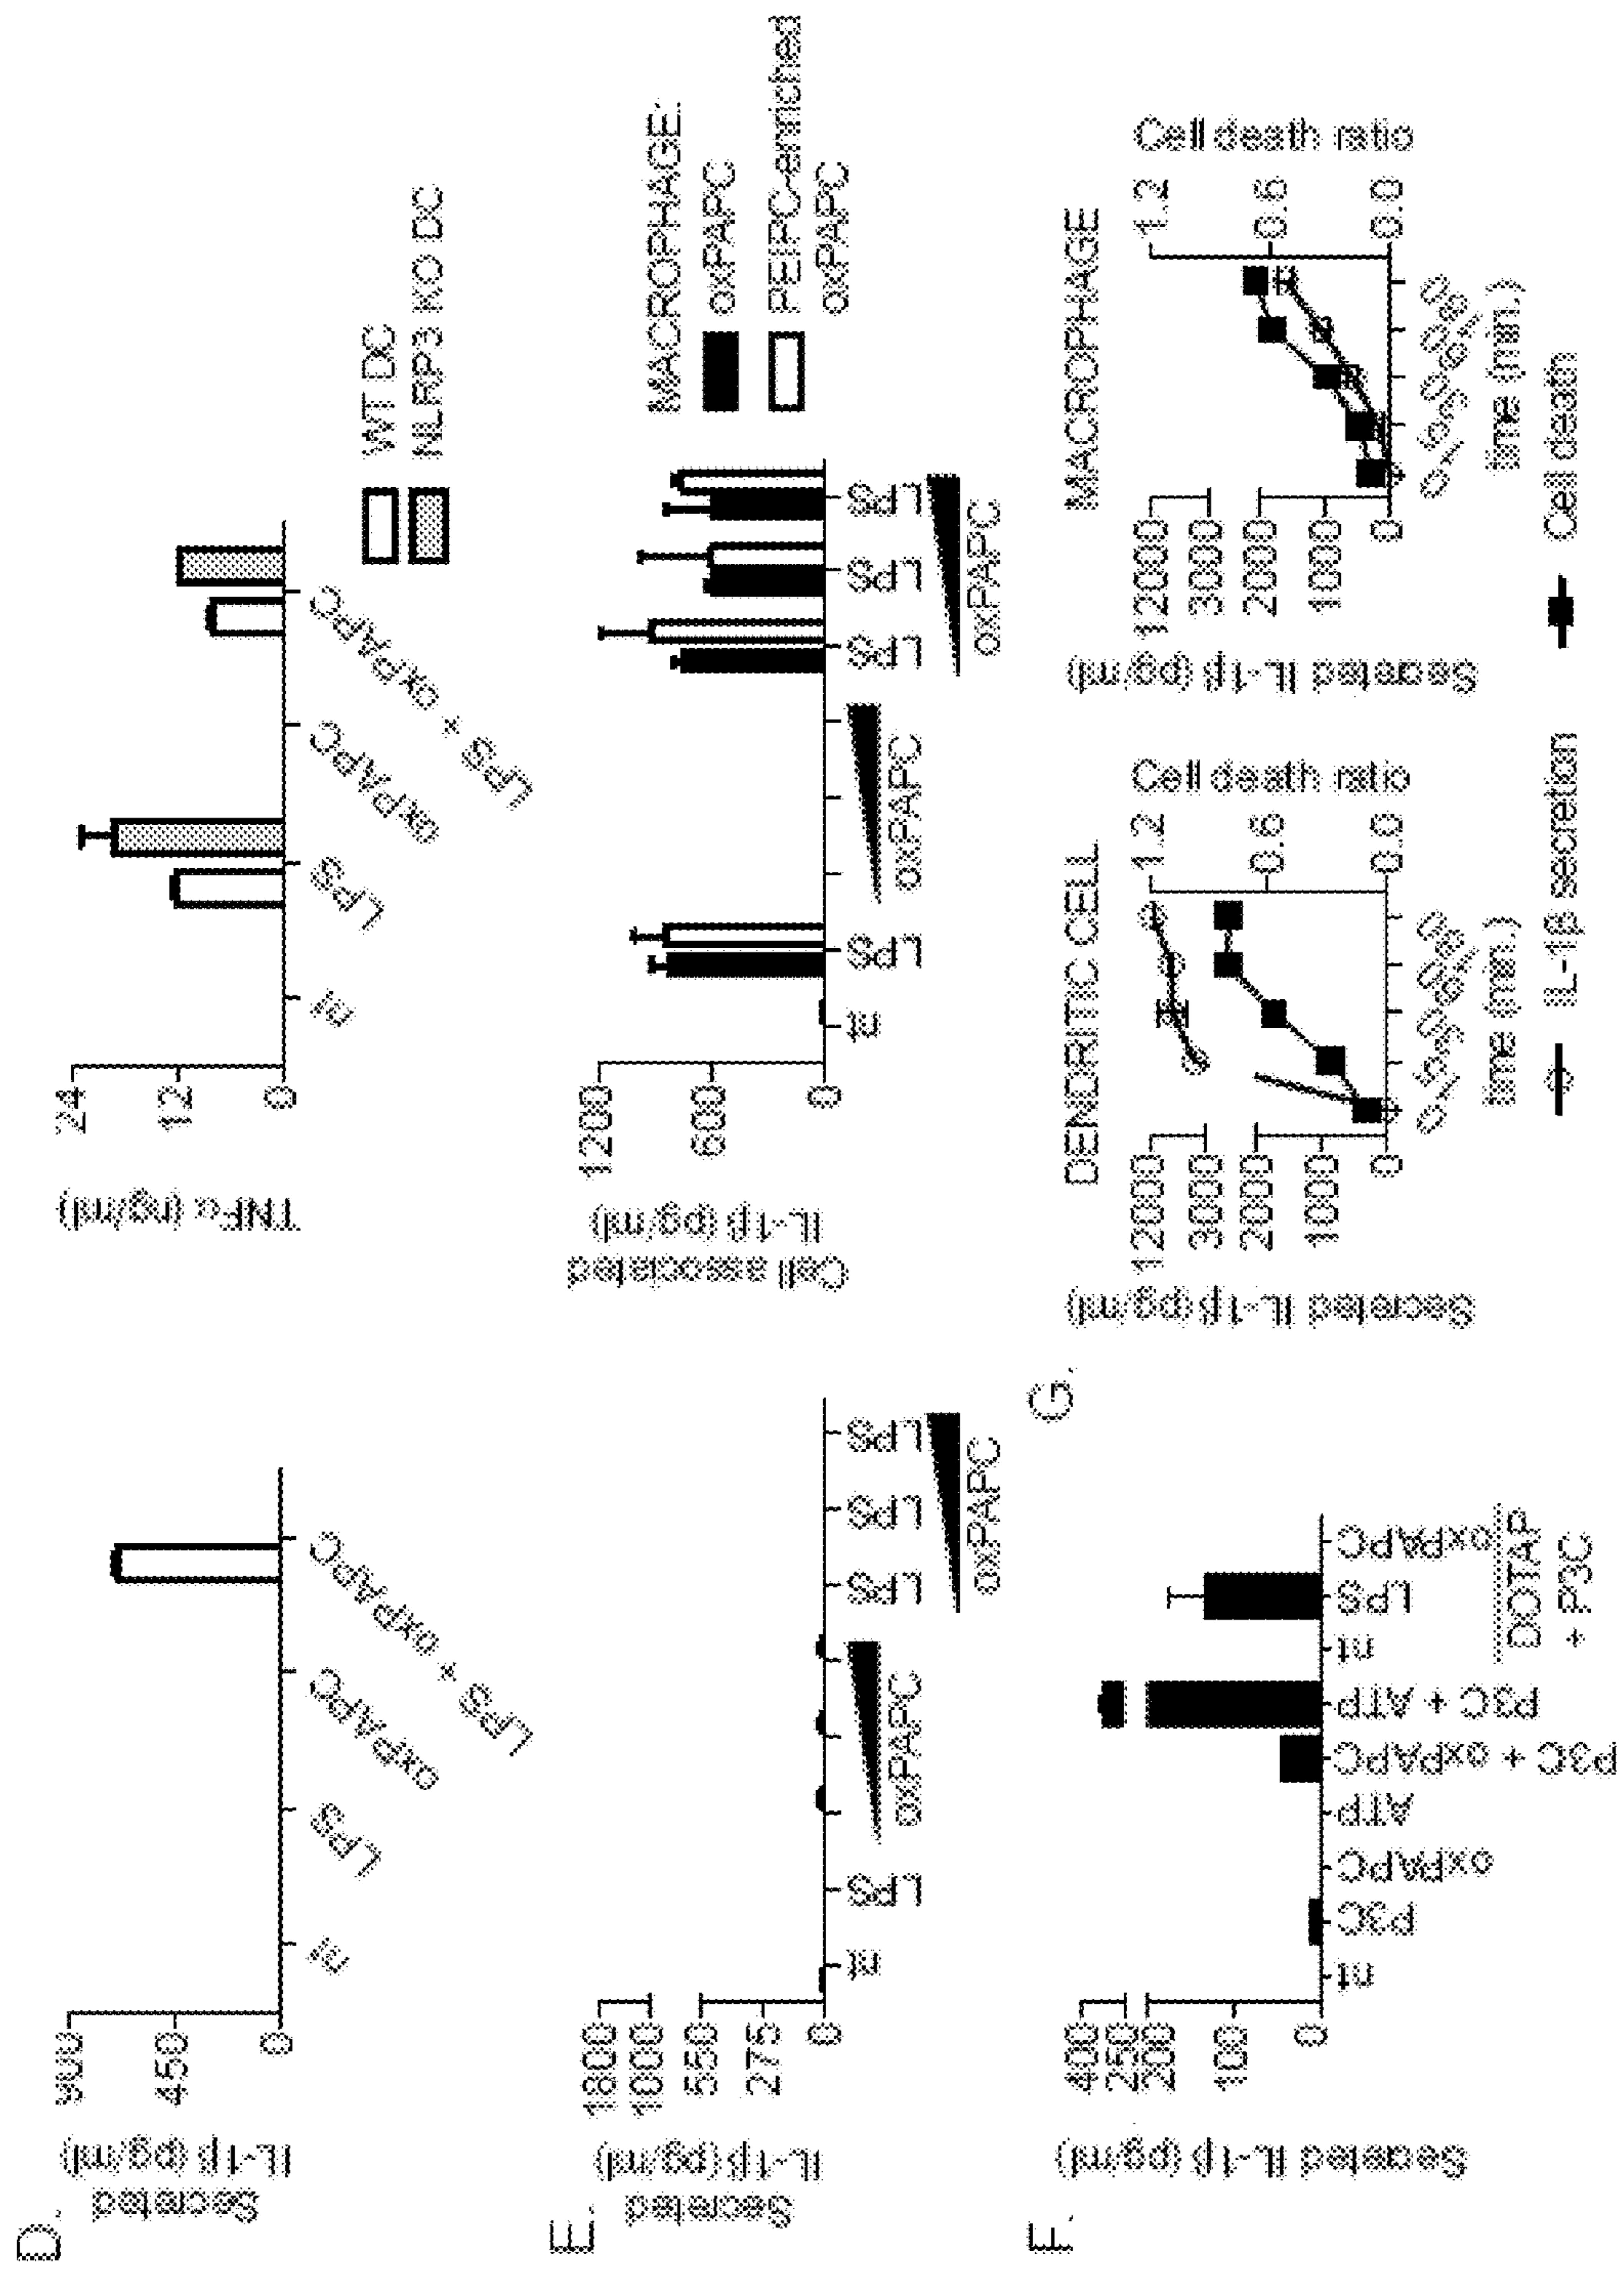 D.
Secreted
IL-1β (pg/ml)
900
450
0
nt
LPS
oxPAPC
LPS + oxPAPC
TNFα (ng/ml)
24
12
0
nt
LPS
oxPAPC
LPS + oxPAPC
WT DC
NLRP3 KO DC
E.
Secreted
IL-1β (pg/ml)
1800
1000
550
275
0
nt
LPS
oxPAPC
LPS
LPS
LPS
oxPAPC
Cell associated
IL-1β (pg/ml)
1200
600
0
nt
LPS
oxPAPC
LPS
LPS
LPS
oxPAPC
MACROPHAGE:
oxPAPC
PEIPC-enriched
oxPAPC
F.
Secreted IL-1β (pg/ml)
400
250
200
100
0
nt
P3C
oxPAPC
ATP
P3C + oxPAPC
P3C + ATP
nt
LPS
oxPAPC
DOTAP
+ P3C
G.
DENDRITIC CELL
Secreted IL-1β (pg/ml)
12000
3000
2000
1000
0
Cell death ratio
1.2
0.6
0.0
time (min.)
MACROPHAGE
Secreted IL-1β (pg/ml)
12000
3000
2000
1000
0
Cell death ratio
1.2
0.6
0.0
time (min.)
IL-1β secretion
Cell death